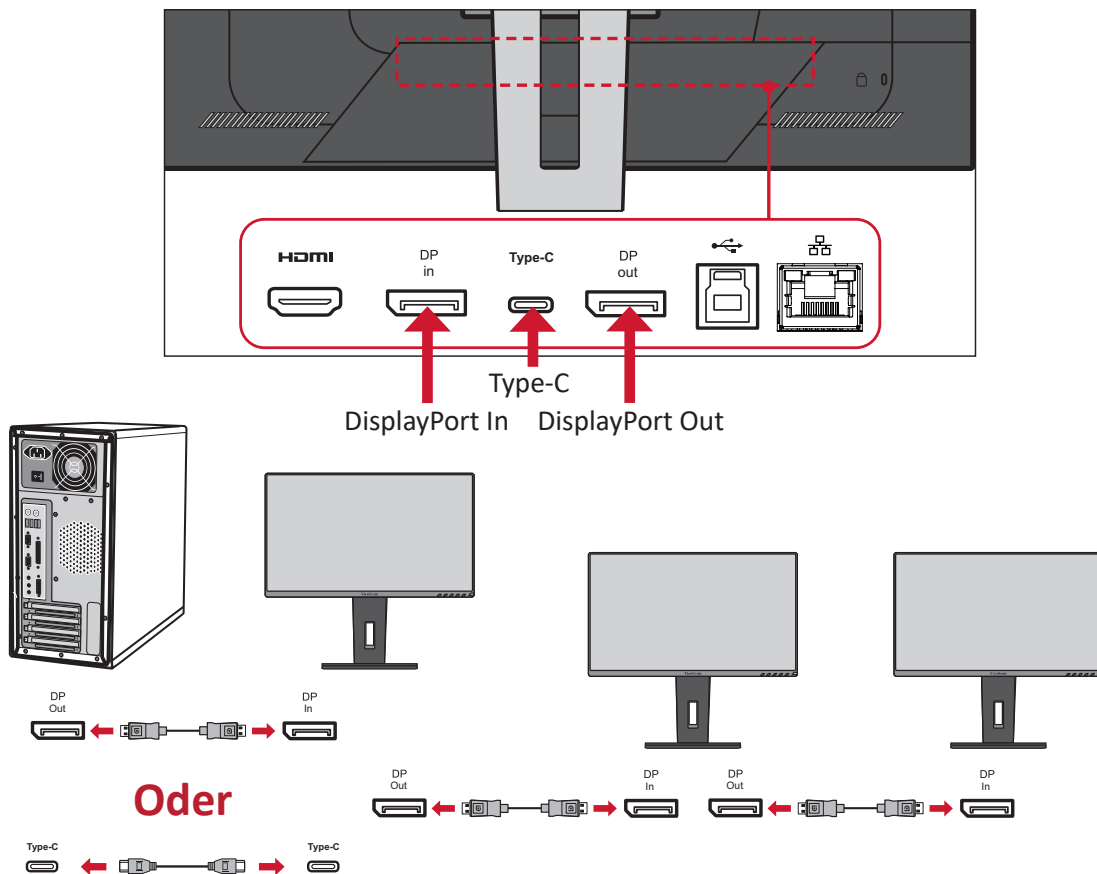 HDMI
DP
in
Type-C
DP
out
Type-C
DisplayPort In
DisplayPort Out
DP
Out
DP
In
DP
Out
DP
In
DP
Out
DP
In
Oder
Type-C
Type-C